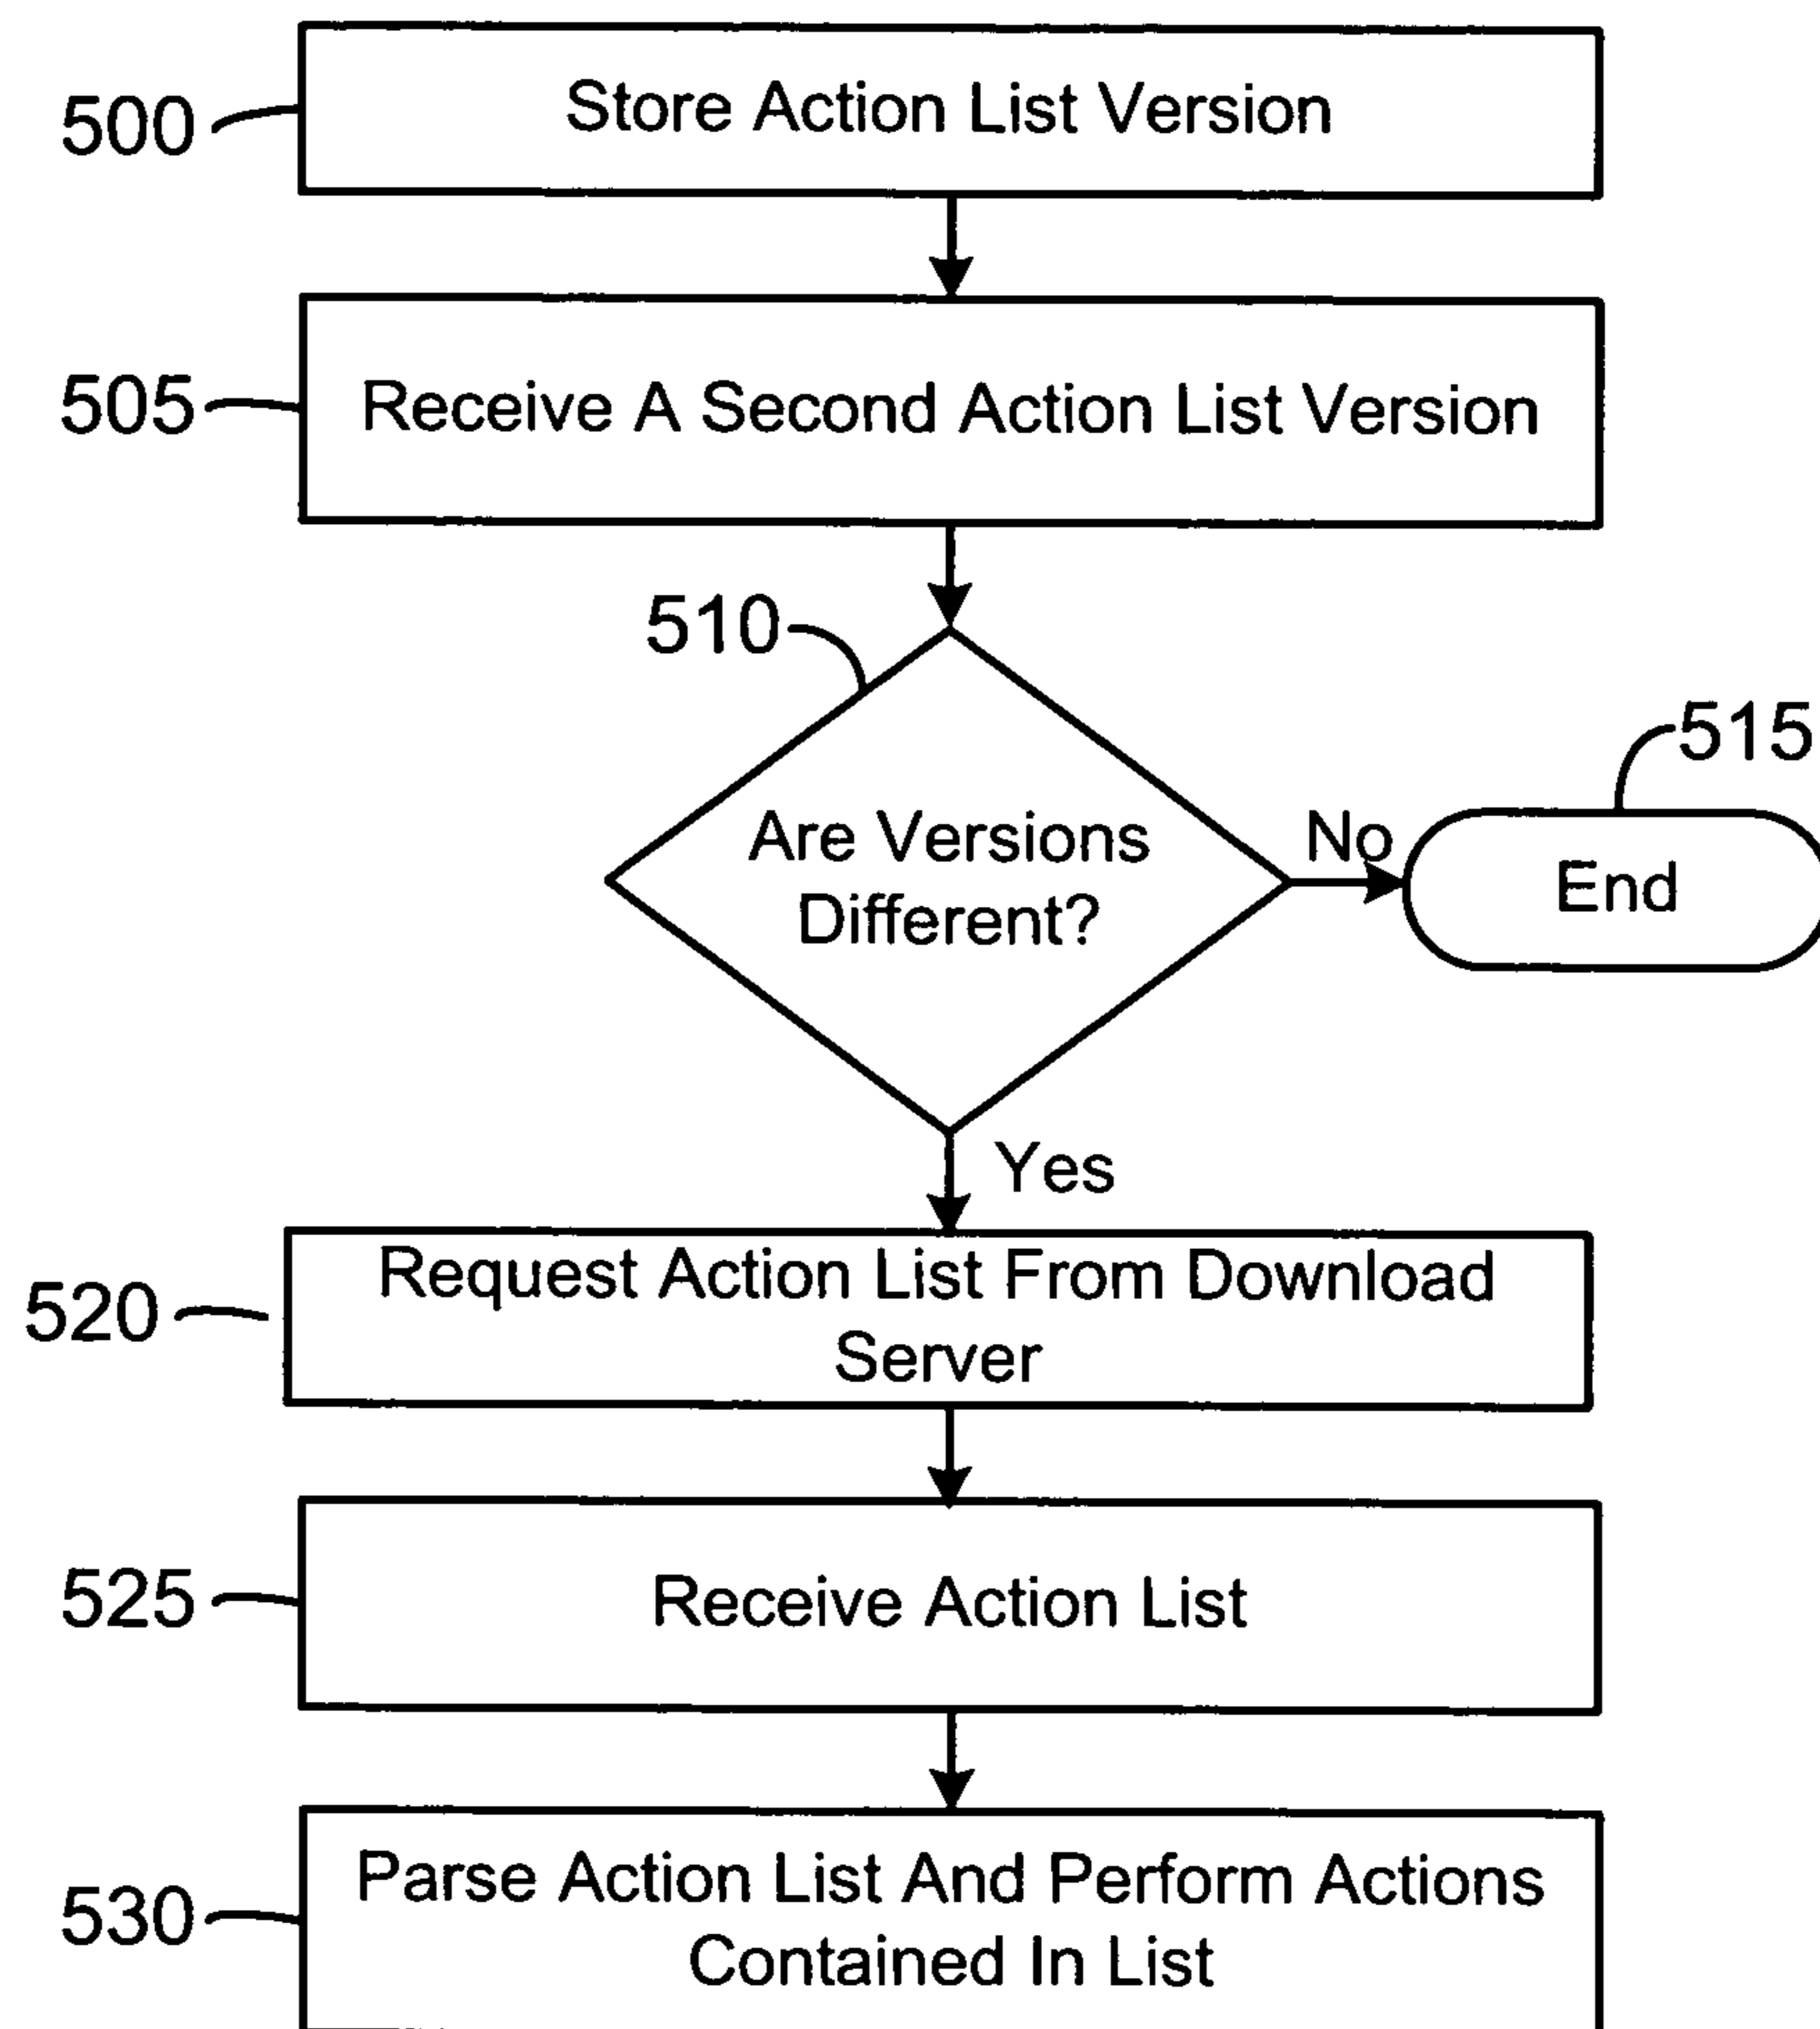 500
Store Action List Version
505
Receive A Second Action List Version
510
515
Are Versions
Different?
No
End
Yes
520
Request Action List From Download
Server
525
Receive Action List
530
Parse Action List And Perform Actions
Contained In List